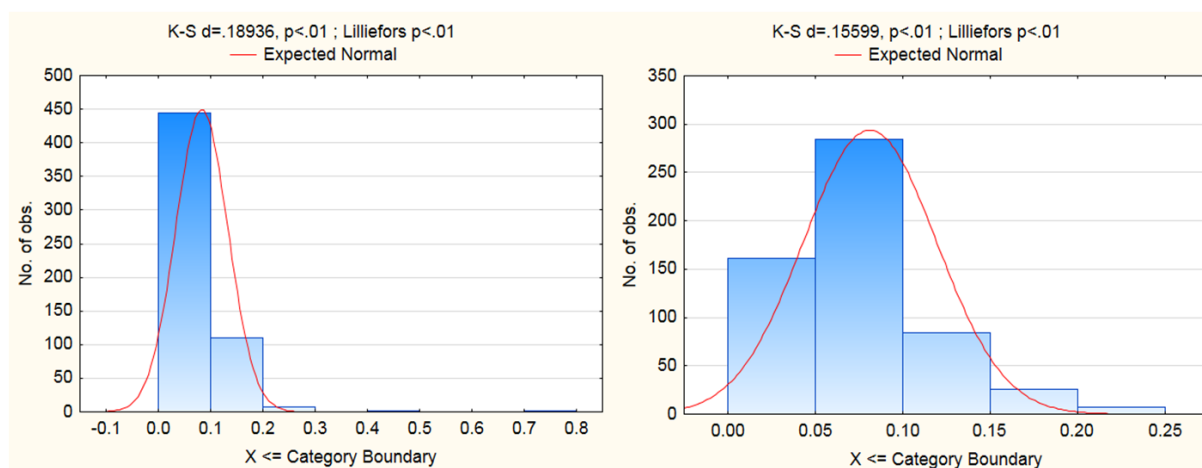 K-S d=.18936, p<.01 ; Lilliefors p<.01
Expected Normal
500
450
400
350
300
250
200
150
100
50
0
No. of obs.
-0.1 0.0 0.1 0.2 0.3 0.4 0.5 0.6 0.7 0.8
X <= Category Boundary
K-S d=.15599, p<.01 ; Lilliefors p<.01
Expected Normal
350
300
250
200
150
100
50
0
No. of obs.
0.00 0.05 0.10 0.15 0.20 0.25
X <= Category Boundary